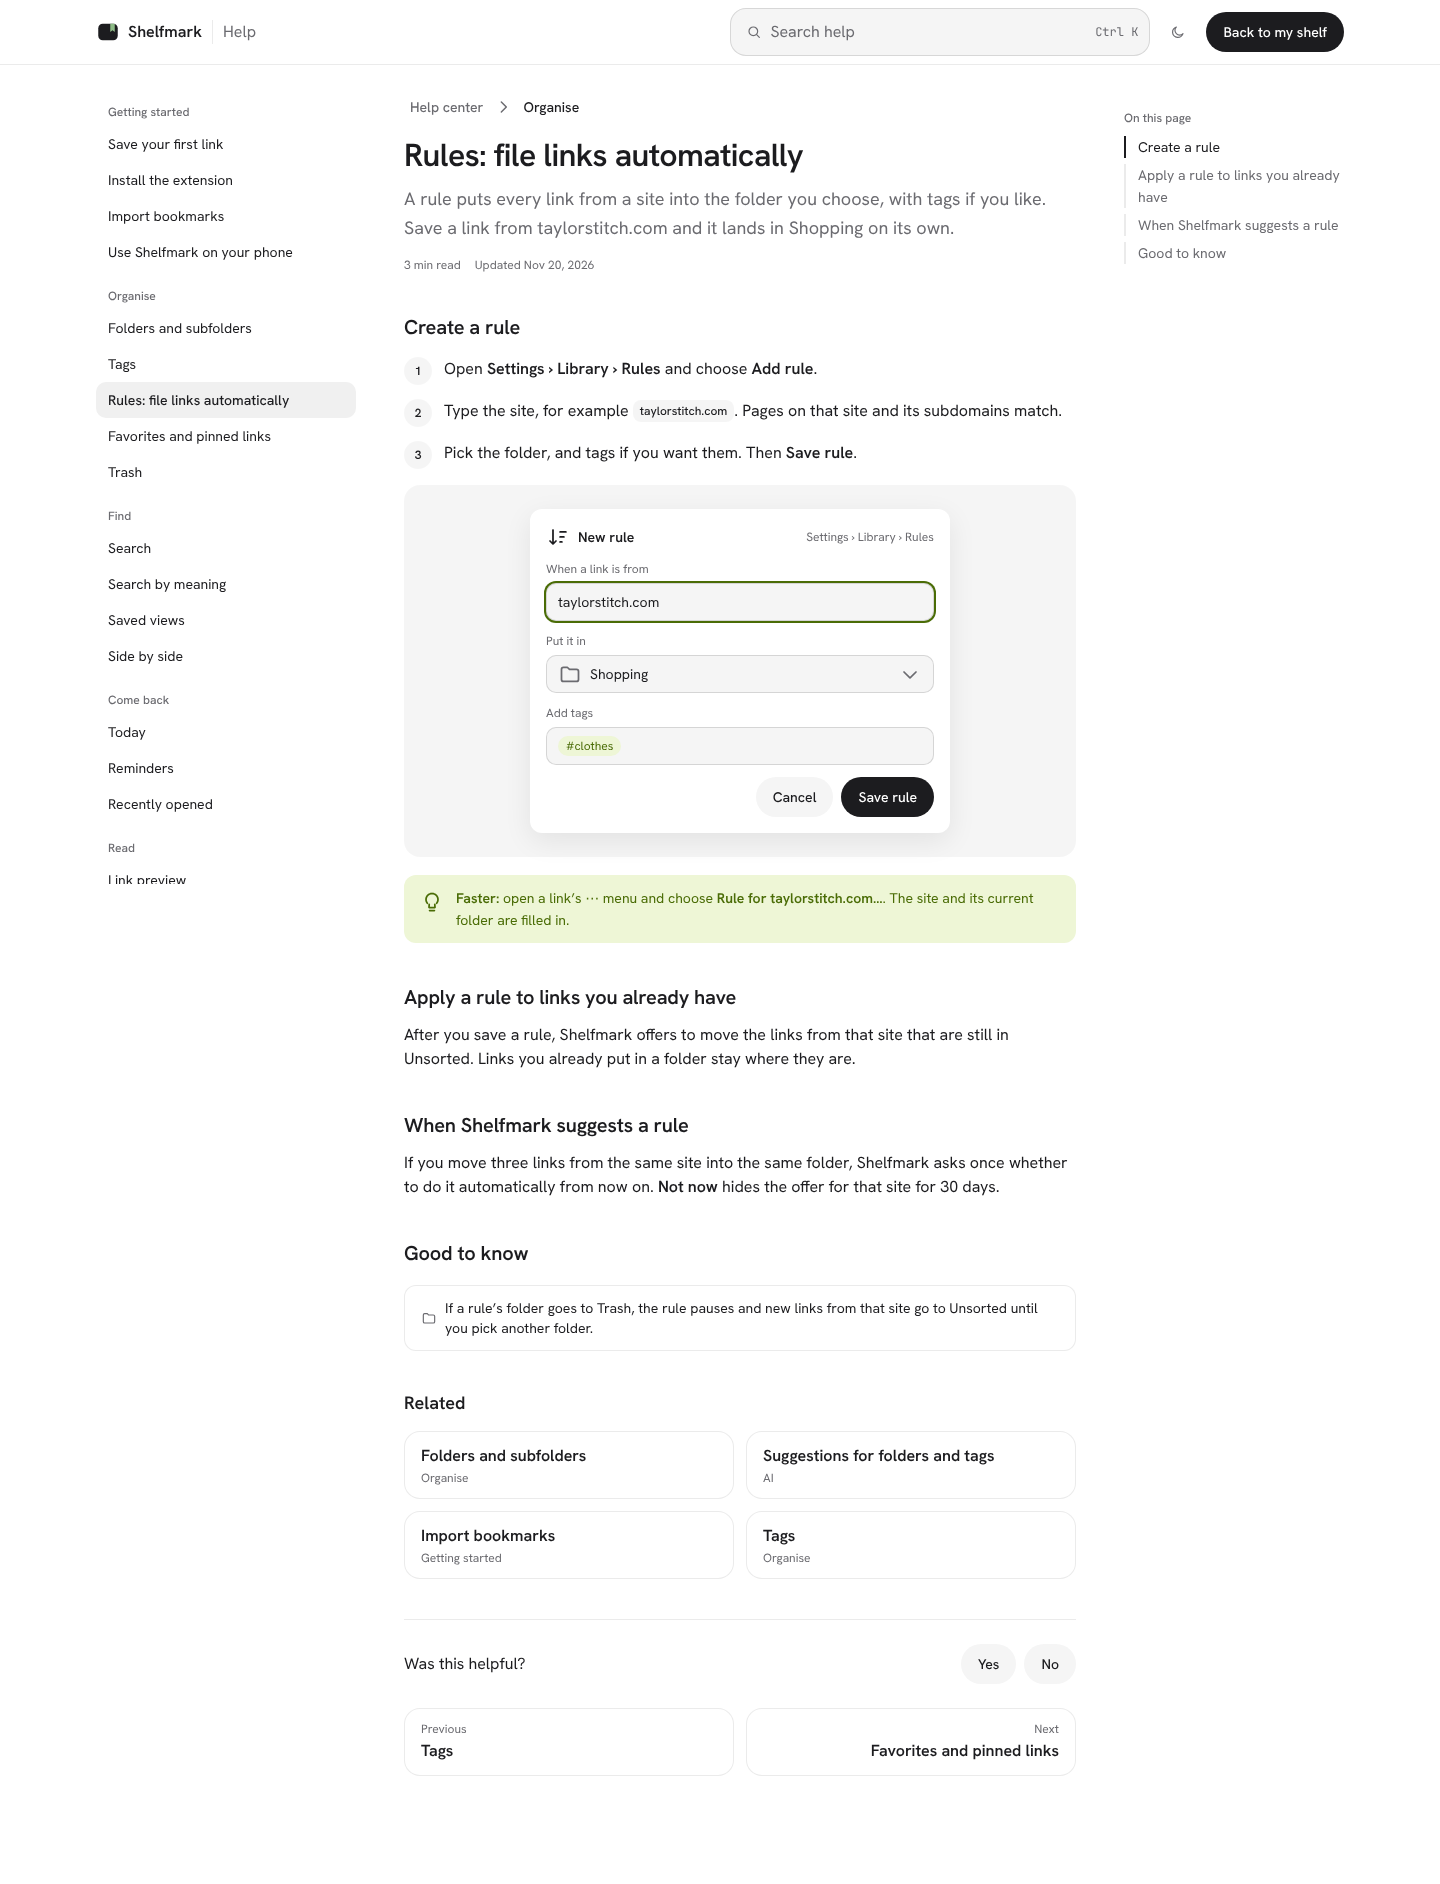 Shelfmark Help
Search help Ctrl K
Back to my shelf
Getting started
Save your first link
Install the extension
Import bookmarks
Use Shelfmark on your phone
Organise
Folders and subfolders
Tags
Rules: file links automatically
Favorites and pinned links
Trash
Find
Search
Search by meaning
Saved views
Side by side
Come back
Today
Reminders
Recently opened
Read
Link preview
Help center > Organise
Rules: file links automatically
A rule puts every link from a site into the folder you choose, with tags if you like.
Save a link from taylorstitch.com and it lands in Shopping on its own.
3 min read Updated Nov 20, 2026
Create a rule
1 Open Settings › Library › Rules and choose Add rule.
2 Type the site, for example taylorstitch.com. Pages on that site and its subdomains match.
3 Pick the folder, and tags if you want them. Then Save rule.
New rule Settings › Library › Rules
When a link is from
taylorstitch.com
Put it in
Shopping
Add tags
#clothes
Cancel Save rule
Faster: open a link’s ··· menu and choose Rule for taylorstitch.com.... The site and its current
folder are filled in.
Apply a rule to links you already have
After you save a rule, Shelfmark offers to move the links from that site that are still in
Unsorted. Links you already put in a folder stay where they are.
When Shelfmark suggests a rule
If you move three links from the same site into the same folder, Shelfmark asks once whether
to do it automatically from now on. Not now hides the offer for that site for 30 days.
Good to know
If a rule’s folder goes to Trash, the rule pauses and new links from that site go to Unsorted until
you pick another folder.
Related
Folders and subfolders
Organise
Suggestions for folders and tags
AI
Import bookmarks
Getting started
Tags
Organise
Was this helpful? Yes No
Previous
Tags
Next
Favorites and pinned links
On this page
Create a rule
Apply a rule to links you already
have
When Shelfmark suggests a rule
Good to know